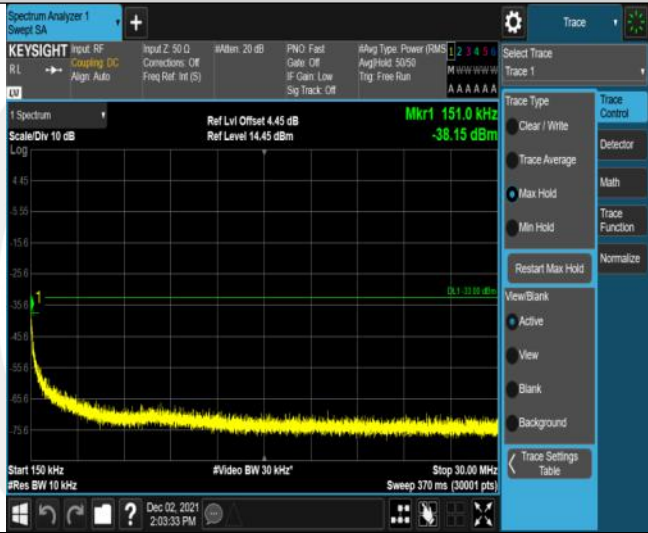 Spectrum Analyzer 1
Swept SA
Trace
KEYSIGHT
Input: RF
Coupling: DC
Align: Auto
Input Z: 50 Ω
Corrections: Off
Freq Ref: Int (S)
#Atten: 20 dB
PNO: Fast
Gate: Off
IF Gain: Low
Sig Track: Off
#Avg Type: Power (RMS
Avg|Hold: 50/50
Trig: Free Run
1 2 3 4 5 6
M W W W W W
A A A A A A
RL
LW
Select Trace
Trace 1
1 Spectrum
Scale/Div 10 dB
Log
Ref Lvl Offset 4.45 dB
Ref Level 14.45 dBm
Mkr1 151.0 kHz
-38.15 dBm
4.45
-5.55
-15.6
-25.6
-35.6
-45.6
-55.6
-65.6
-75.6
1
DL1 -33.00 dBm
Start 150 kHz
#Res BW 10 kHz
#Video BW 30 kHz*
Stop 30.00 MHz
Sweep 370 ms (30001 pts)
Trace Type
Clear / Write
Trace Average
Max Hold
Min Hold
Restart Max Hold
View/Blank
Active
View
Blank
Background
Trace Settings
Table
Trace
Control
Detector
Math
Trace
Function
Normalize
?
Dec 02, 2021
2:03:33 PM